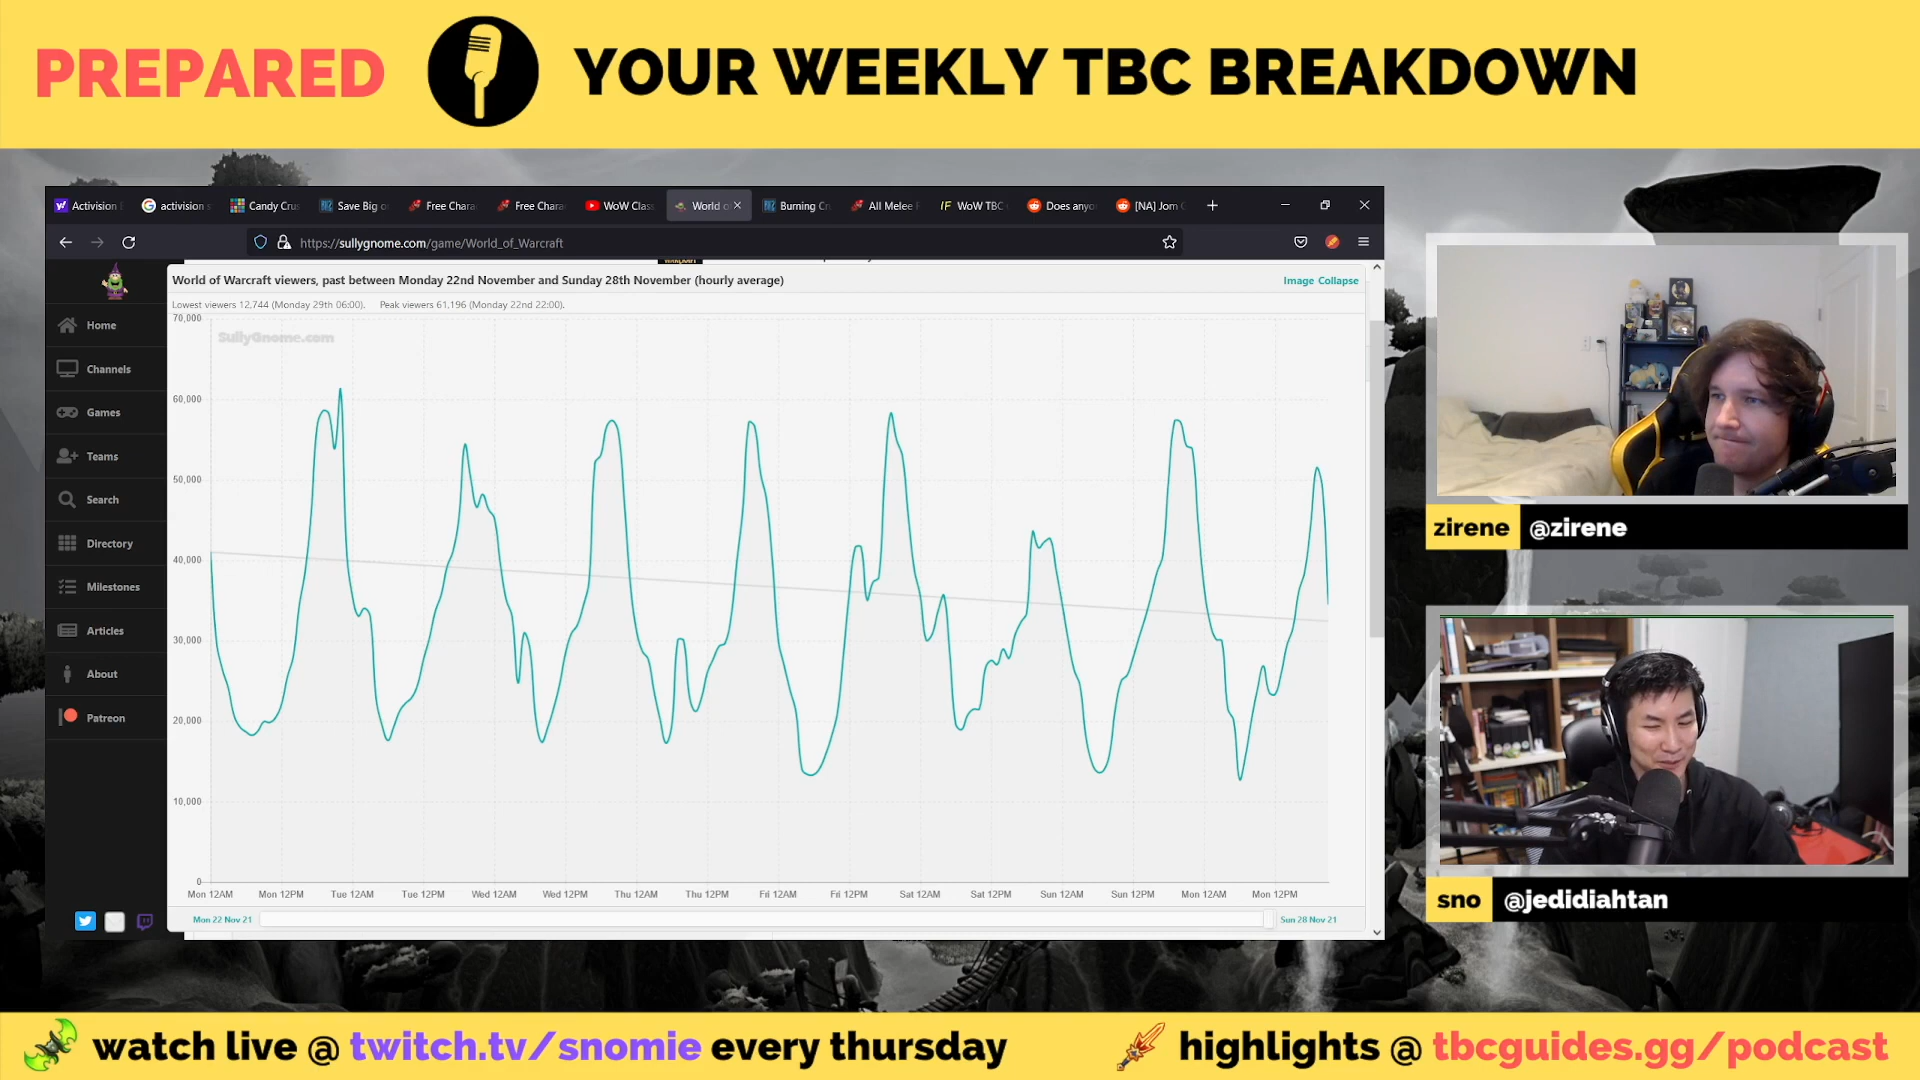 PREPARED YOUR WEEKLY TBC BREAKDOWN
Activision
activision s
Candy Crus
Save Big o
Free Chara
Free Chara
WoW Class
World o
Burning Cr
All Melee
IF WoW TBC
Does anyo
[NA] Jom
https://sullygnome.com/game/World_of_Warcraft
World of Warcraft viewers, past between Monday 22nd November and Sunday 28th November (hourly average)
Image Collapse
Lowest viewers 12,744 (Monday 29th 06:00). Peak viewers 61,196 (Monday 22nd 22:00).
SullyGnome.com
Home
Channels
Games
Teams
Search
Directory
Milestones
Articles
About
Patreon
70,000
60,000
50,000
40,000
30,000
20,000
10,000
0
Mon 12AM Mon 12PM Tue 12AM Tue 12PM Wed 12AM Wed 12PM Thu 12AM Thu 12PM Fri 12AM Fri 12PM Sat 12AM Sat 12PM Sun 12AM Sun 12PM Mon 12AM Mon 12PM
Mon 22 Nov 21
Sun 28 Nov 21
zirene @zirene
sno @jedidiahtan
watch live @ twitch.tv/snomie every thursday
highlights @ tbcguides.gg/podcast